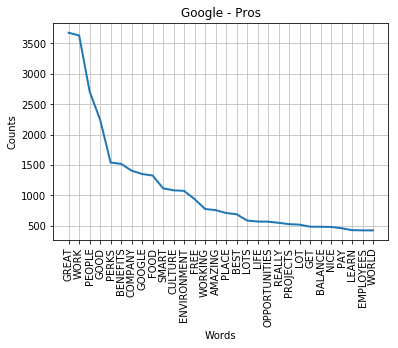 Google - Pros
Counts
3500
3000
2500
2000
1500
1000
500
GREAT
WORK
PEOPLE
GOOD
PERKS
BENEFITS
COMPANY
GOOGLE
FOOD
SMART
CULTURE
ENVIRONMENT
FREE
WORKING
AMAZING
PLACE
BEST
LOTS
LIFE
OPPORTUNITIES
REALLY
PROJECTS
LOT
GET
BALANCE
NICE
PAY
LEARN
EMPLOYEES
WORLD
Words